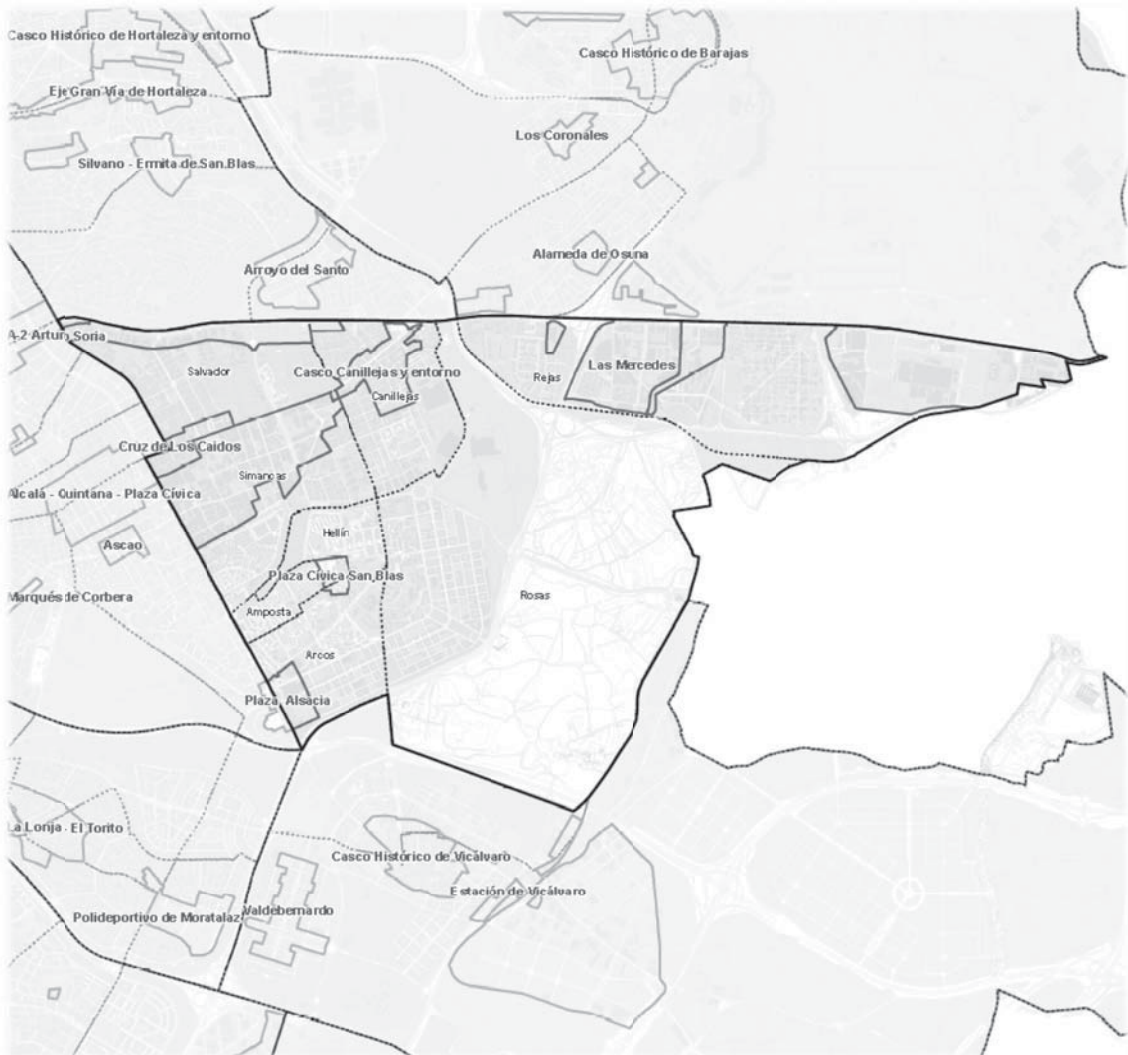 Casco Histórico de Hortaleza y entorno
Casco Histórico de Barajas
Eje Gran Vía de Hortaleza
Los Coronales
Silvano - Ermita de San Blas
Alameda de Osuna
Arroyo del Santo
A-2 Arturo Soria
Salvador
Casco Canillejas y entorno
Rejas
Las Mercedes
Canillejas
Cruz de Los Caidos
Simancas
Alcalá - Quintana - Plaza Cívica
Hellín
Ascao
Plaza Cívica San Blas
Marqués de Corbera
Rosas
Amposta
Arcos
Plaza Alsacia
La Lonja - El Torito
Casco Histórico de Vicálvaro
Estación de Vicálvaro
Polideportivo de Moratalaz
Valdebernardo